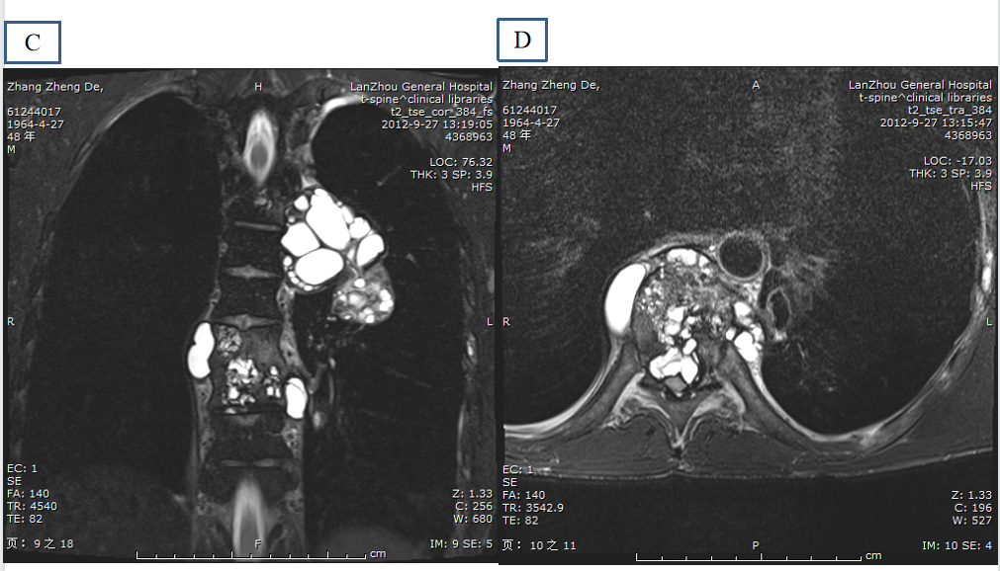 C
Zhang Zheng De,
61244017
1964-4-27
48 年
M
H
LanZhou General Hospital
t-spine^clinical libraries
t2_tse_cor_384_fs
2012-9-27 13:19:05
4368963
LOC: 76.32
THK: 3 SP: 3.9
HFS
R
L
EC: 1
SE
FA: 140
TR: 4540
TE: 82
页: 9 之 18
F
Z: 1.33
C: 256
W: 680
IM: 9 SE: 5
cm
D
Zhang Zheng De,
61244017
1964-4-27
48 年
M
A
LanZhou General Hospital
t-spine^clinical libraries
t2_tse_tra_384
2012-9-27 13:15:47
4368963
LOC: -17.03
THK: 3 SP: 3.9
HFS
R
L
EC: 1
SE
FA: 140
TR: 3542.9
TE: 82
页: 10 之 11
P
Z: 1.33
C: 196
W: 527
IM: 10 SE: 4
cm